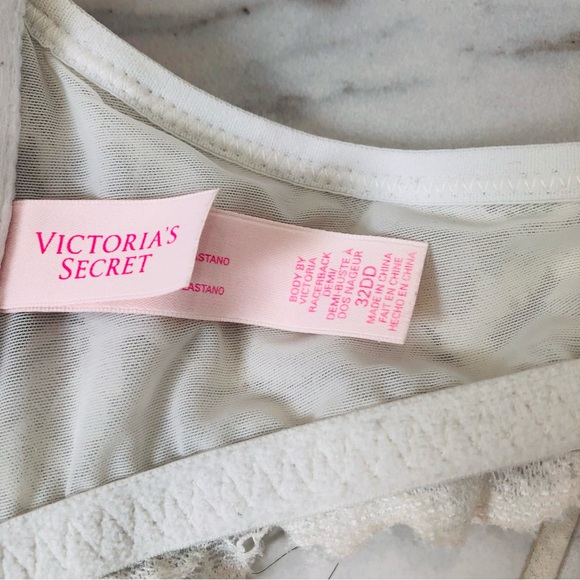 VICTORIA'S
SECRET
ASTANO
LASTANO
BODY BY
VICTORIA
RACERBACK
DEMI/
DEMI-BUSTE À
DOS NAGEUR
32DD
MADE IN CHINA
FAIT EN CHINE
HECHO EN CHINA